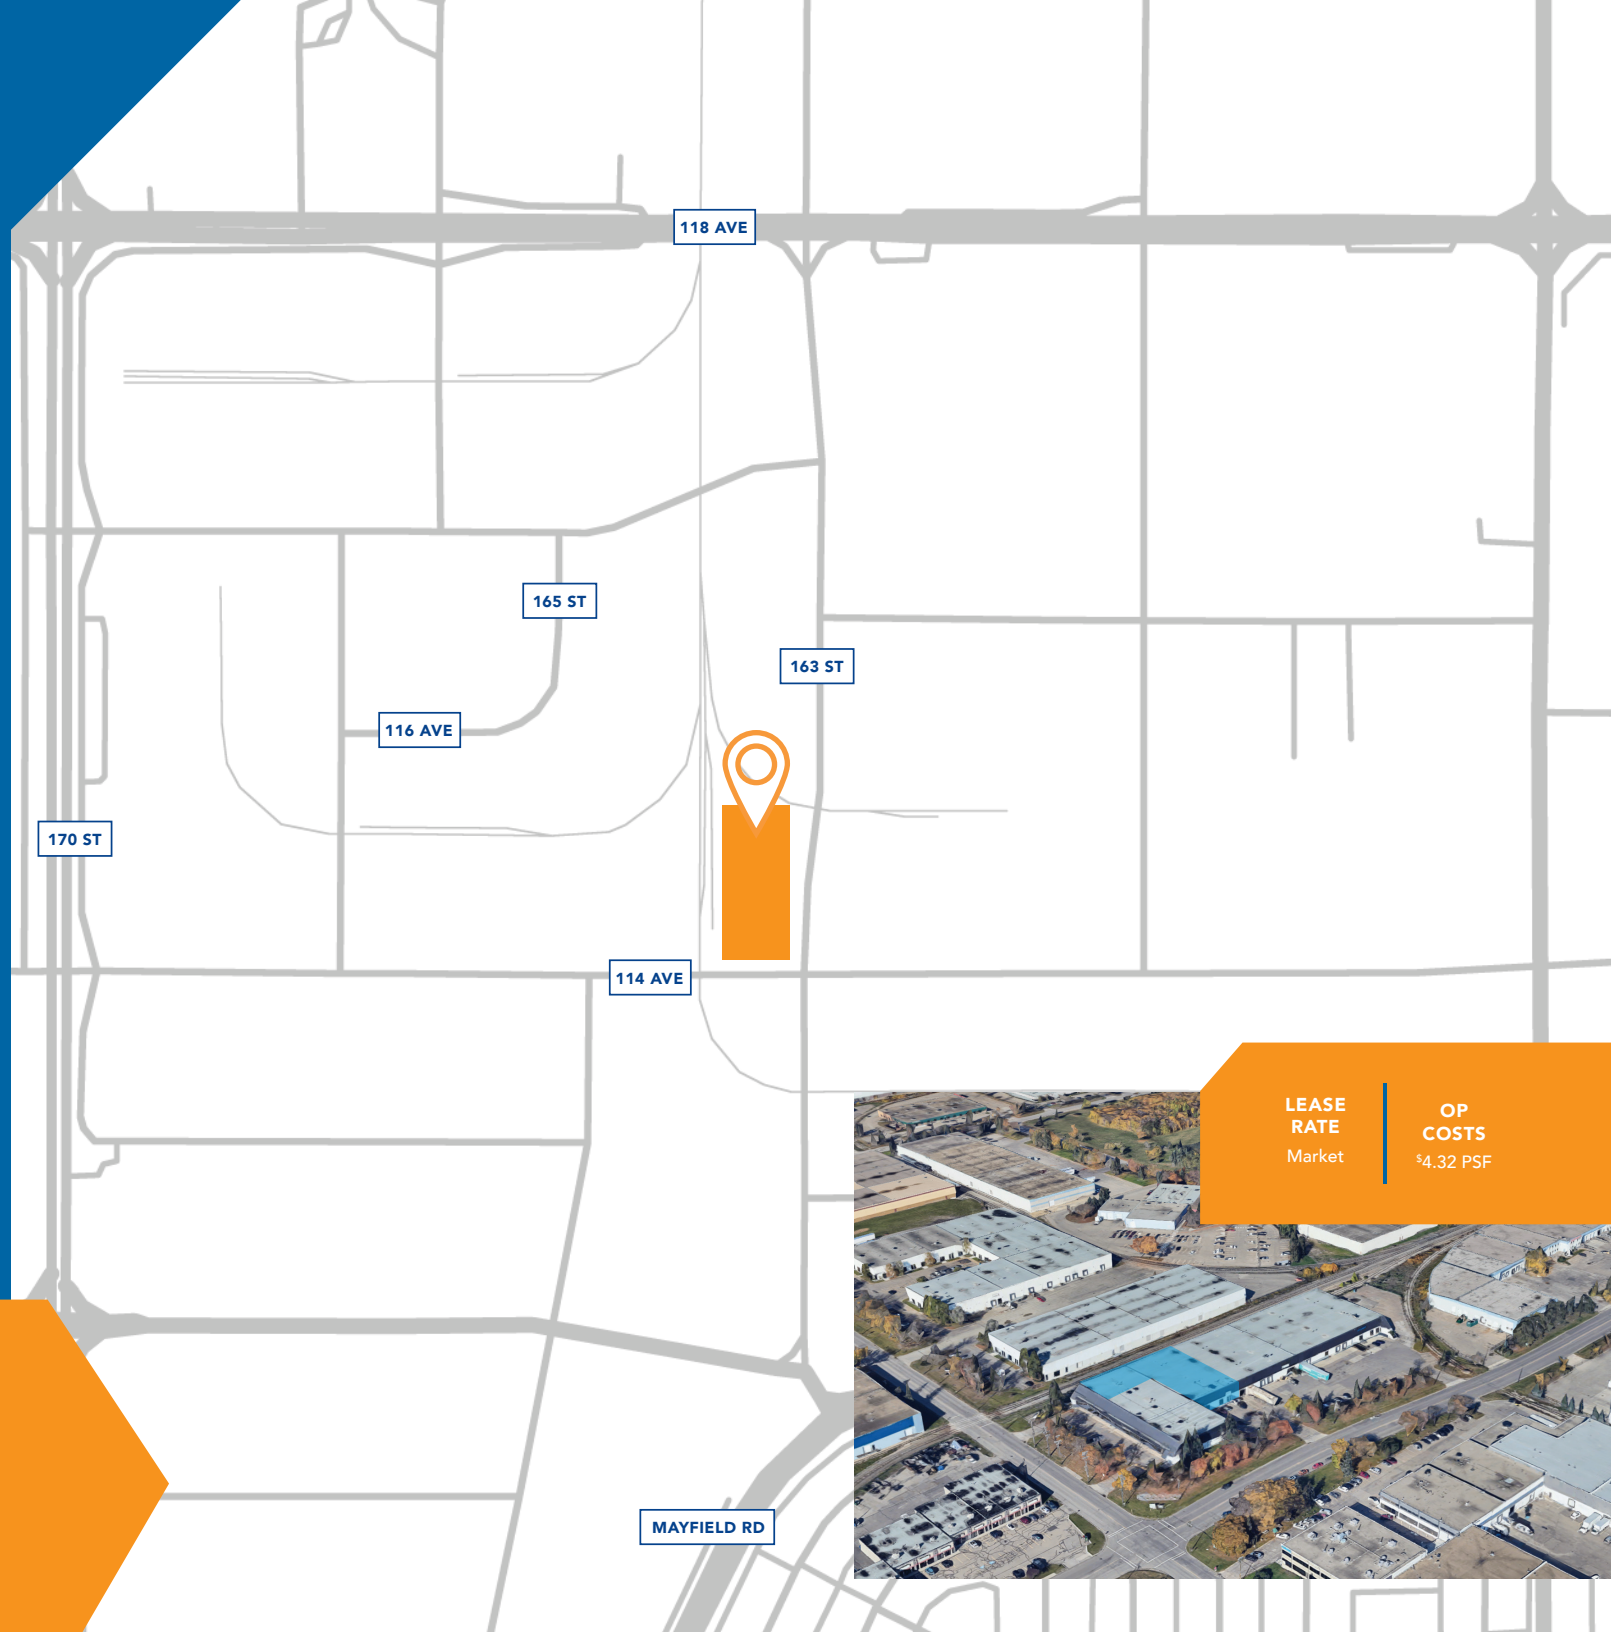 118 AVE
165 ST
163 ST
116 AVE
170 ST
114 AVE
LEASE
RATE
Market
OP
COSTS
$4.32 PSF
MAYFIELD RD